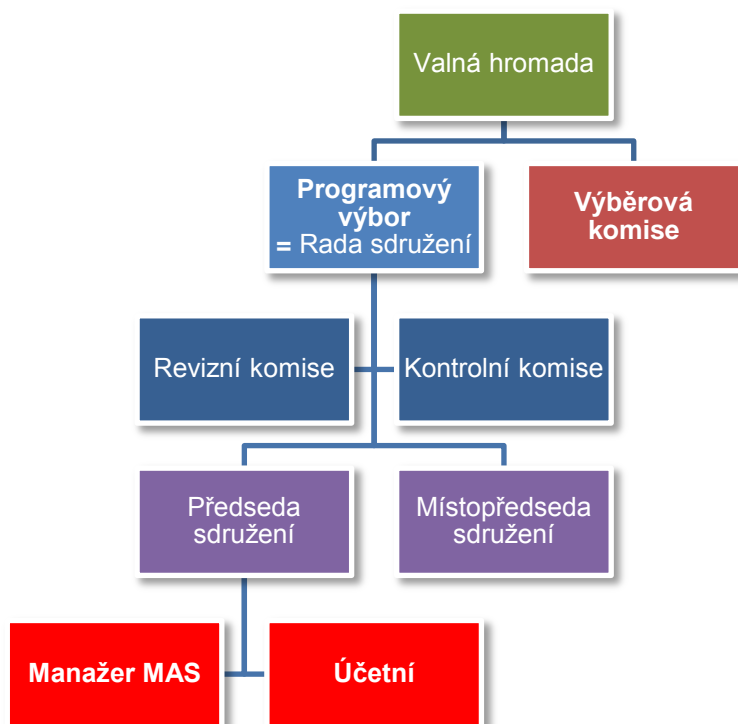 Valná hromada
Programový
výbor
= Rada sdružení
Výběrová
komise
Revizní komise
Kontrolní komise
Předseda
sdružení
Místopředseda
sdružení
Manažer MAS
Účetní